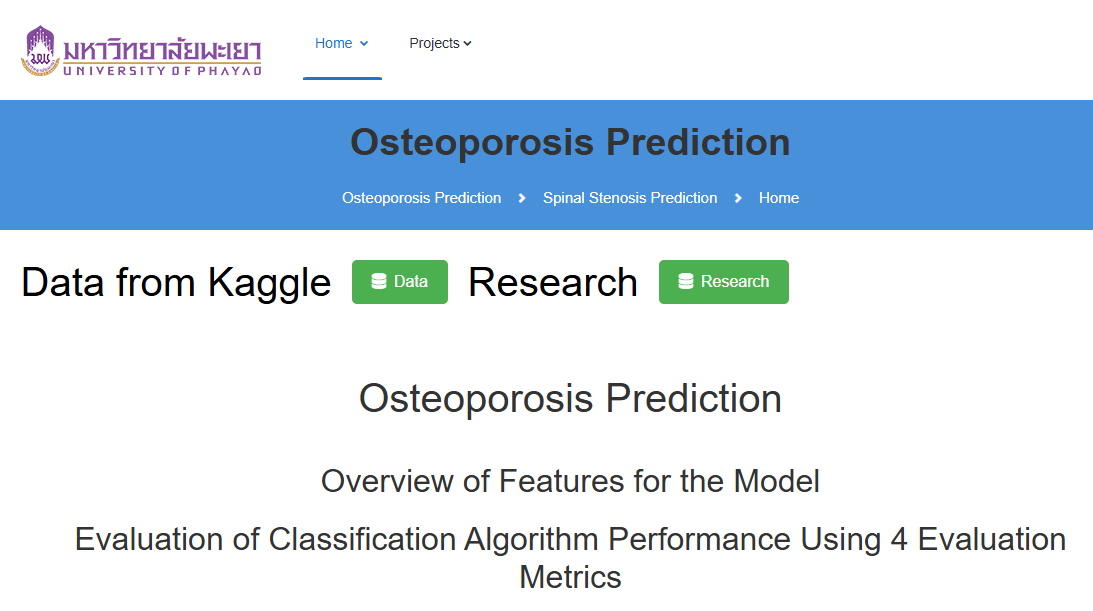 มหาวิทยาลัยพะเยา
UNIVERSITY OF PHAYAO
Home
Projects
Osteoporosis Prediction
Osteoporosis Prediction
Spinal Stenosis Prediction
Home
Data from Kaggle
Data
Research
Research
Osteoporosis Prediction
Overview of Features for the Model
Evaluation of Classification Algorithm Performance Using 4 Evaluation
Metrics